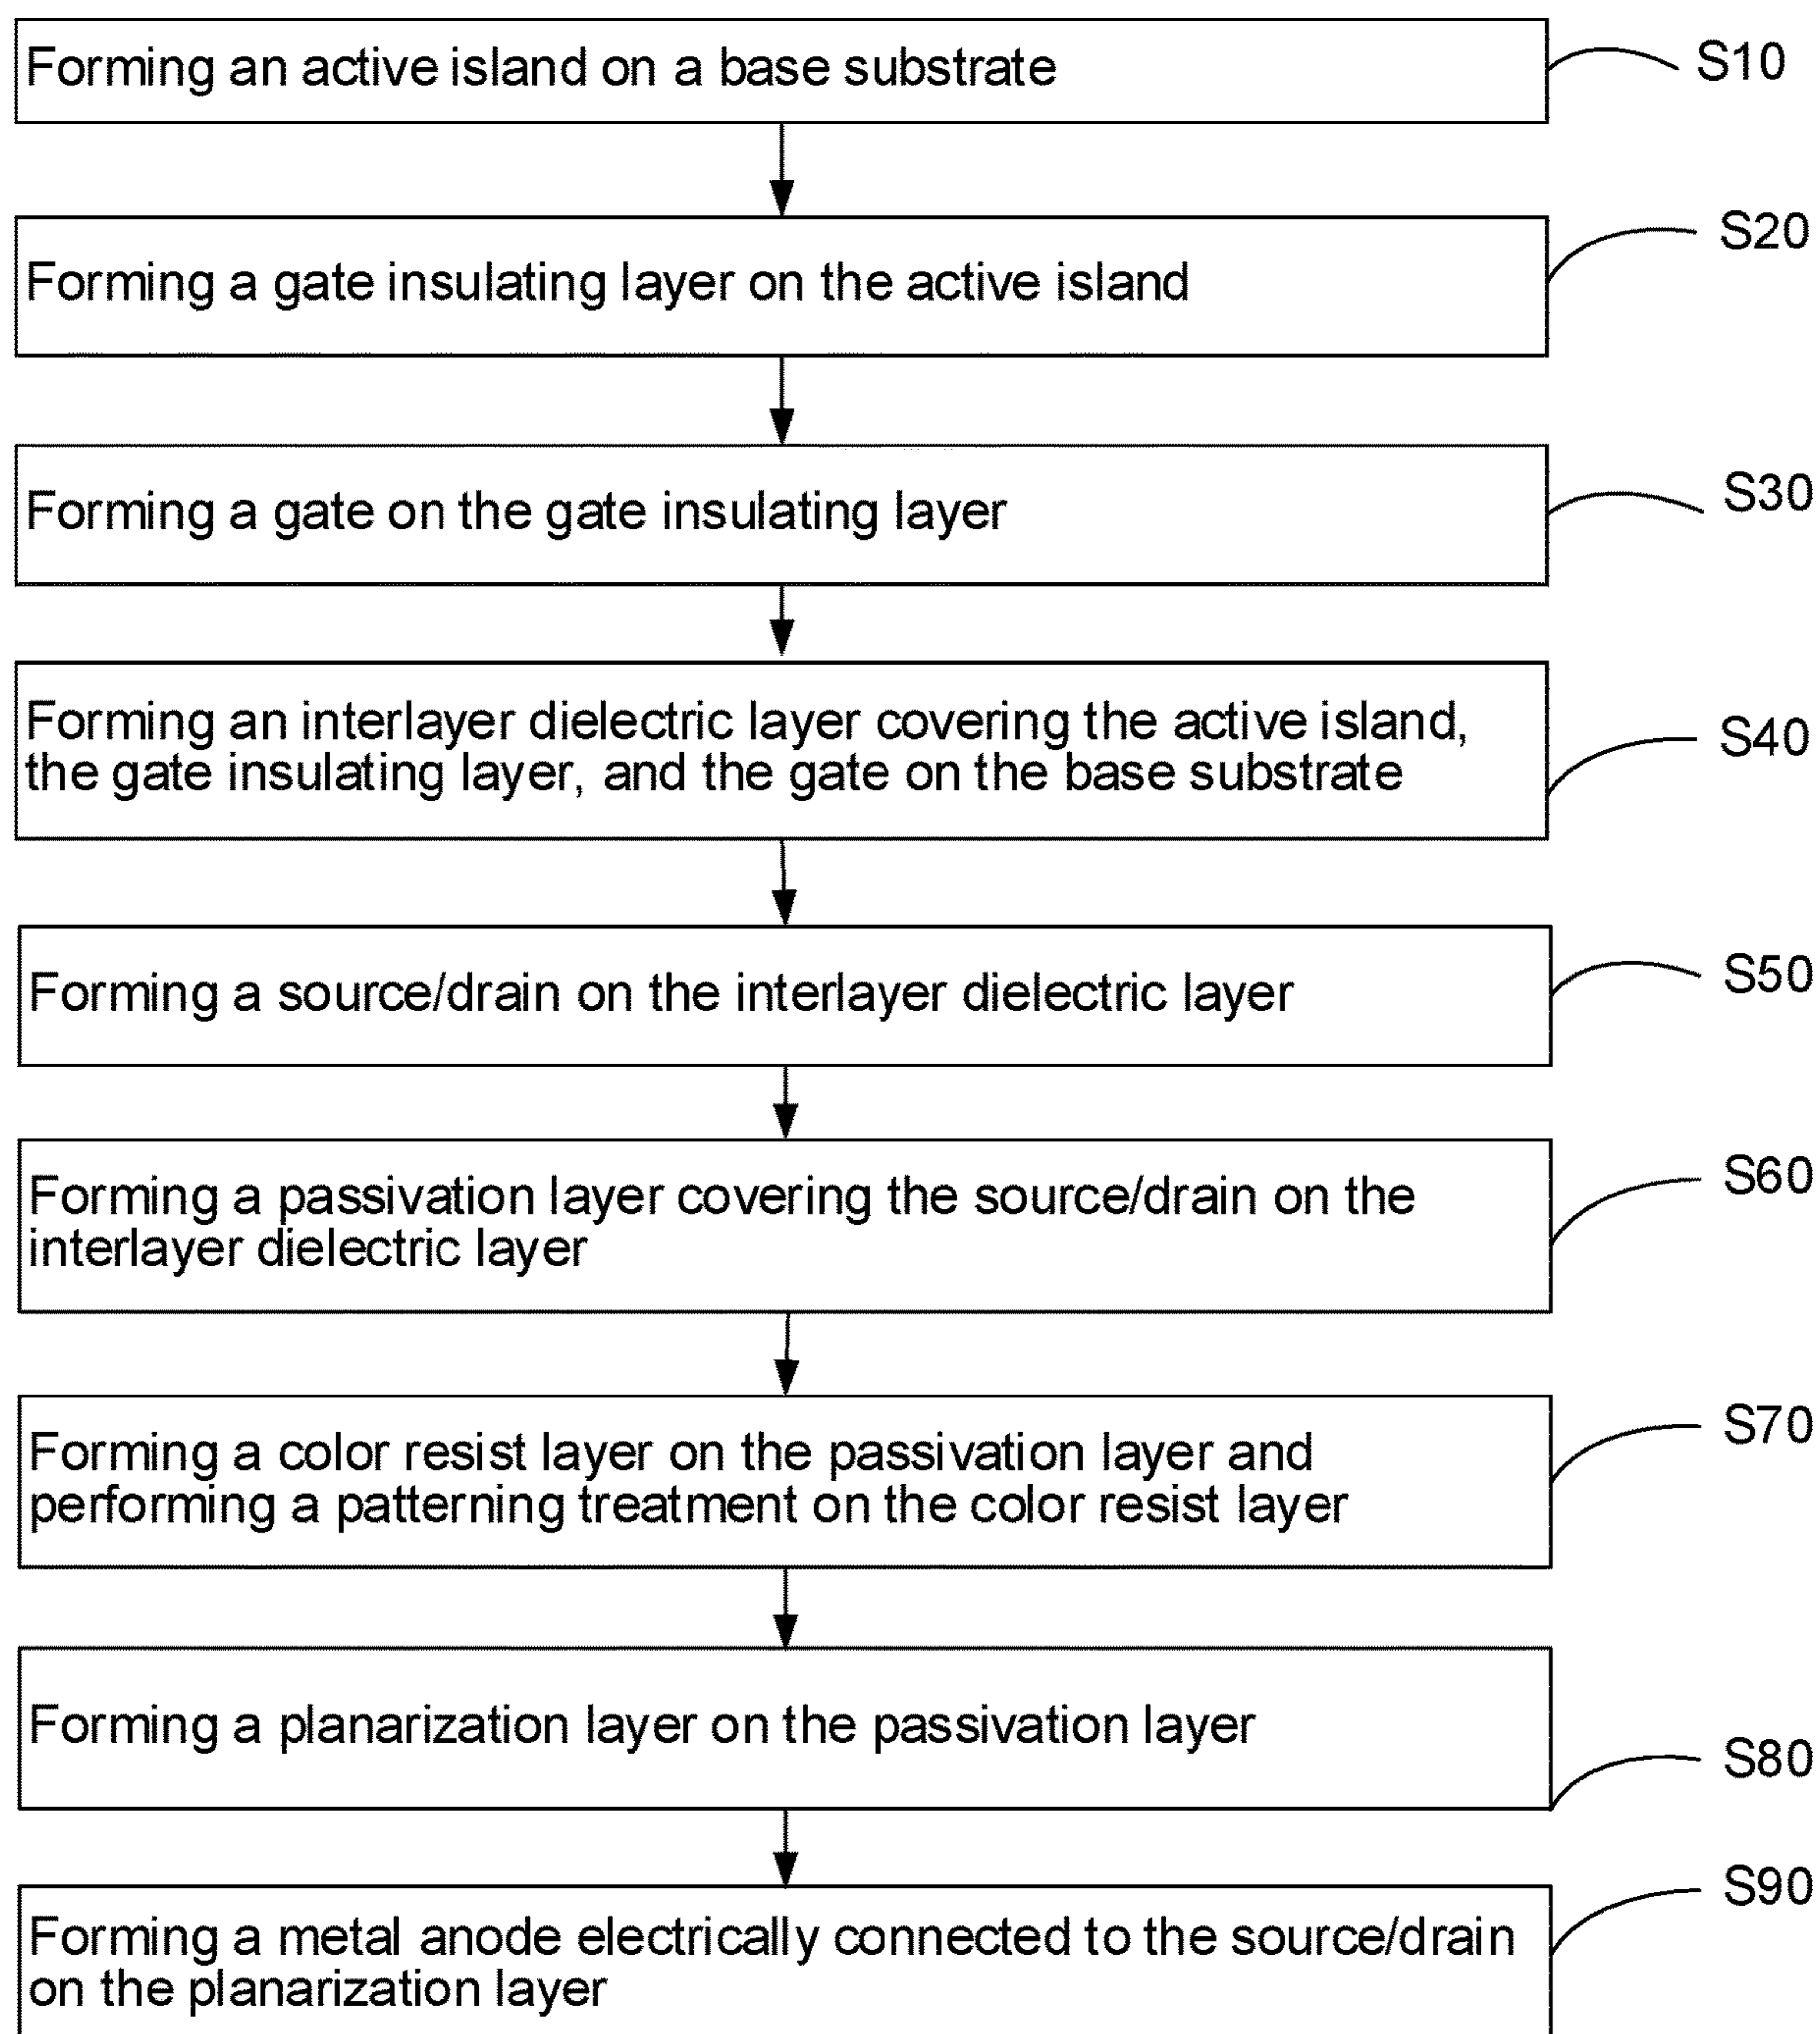 Forming an active island on a base substrate
S10
Forming a gate insulating layer on the active island
S20
Forming a gate on the gate insulating layer
S30
Forming an interlayer dielectric layer covering the active island,
the gate insulating layer, and the gate on the base substrate
S40
Forming a source/drain on the interlayer dielectric layer
S50
Forming a passivation layer covering the source/drain on the
interlayer dielectric layer
S60
Forming a color resist layer on the passivation layer and
performing a patterning treatment on the color resist layer
S70
Forming a planarization layer on the passivation layer
S80
Forming a metal anode electrically connected to the source/drain
on the planarization layer
S90